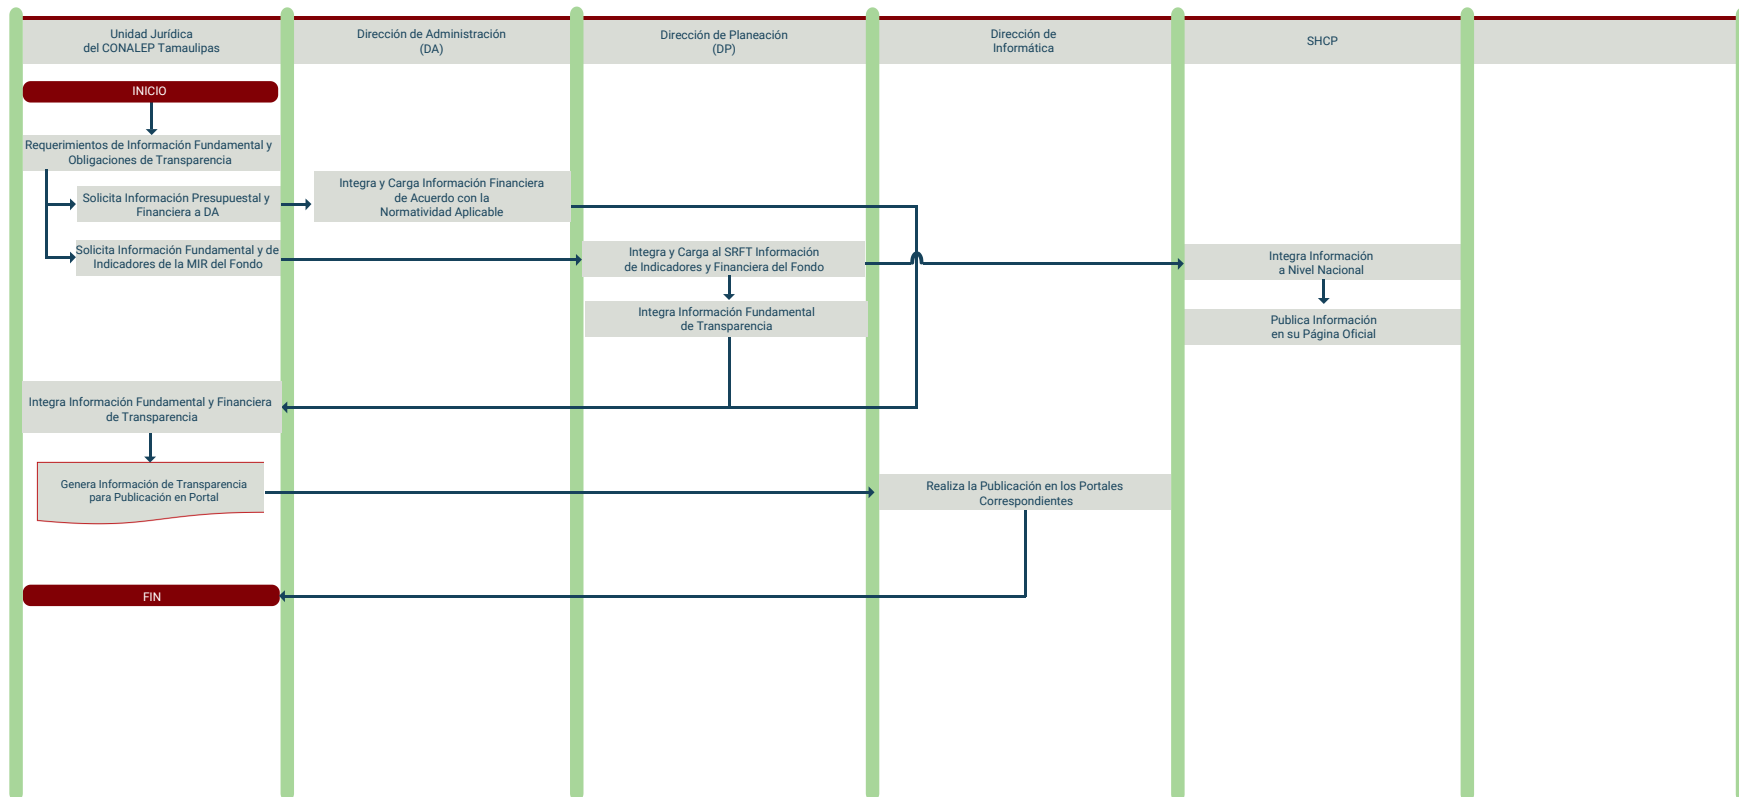 Unidad Jurídica
del CONALEP Tamaulipas
Dirección de Administración
(DA)
Dirección de Planeación
(DP)
Dirección de
Informática
SHCP
INICIO
Requerimientos de Información Fundamental y
Obligaciones de Transparencia
Solicita Información Presupuestal y
Financiera a DA
Integra y Carga Información Financiera
de Acuerdo con la
Normatividad Aplicable
Solicita Información Fundamental y de
Indicadores de la MIR del Fondo
Integra y Carga al SRFT Información
de Indicadores y Financiera del Fondo
Integra Información
a Nivel Nacional
Integra Información Fundamental
de Transparencia
Publica Información
en su Página Oficial
Integra Información Fundamental y Financiera
de Transparencia
Genera Información de Transparencia
para Publicación en Portal
Realiza la Publicación en los Portales
Correspondientes
FIN